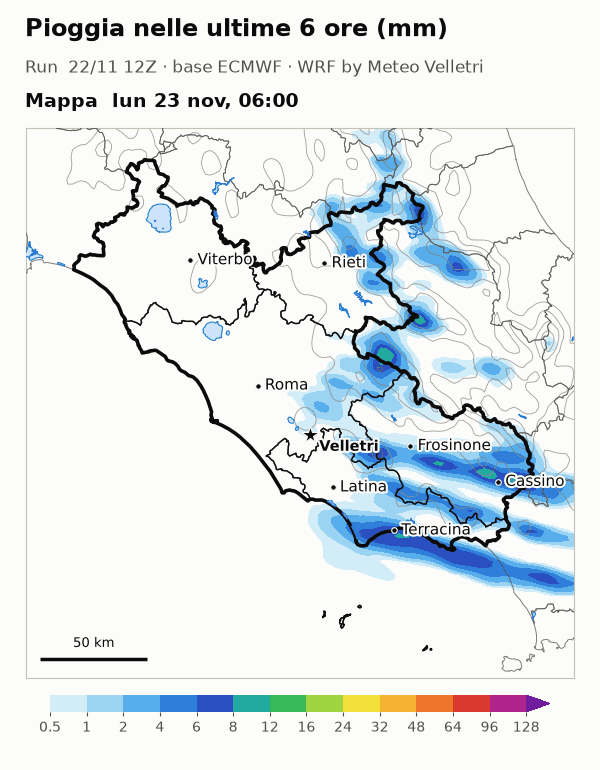 Pioggia nelle ultime 6 ore (mm)
Run  22/11 12Z · base ECMWF · WRF by Meteo Velletri
Mappa  lun 23 nov, 06:00
Viterbo
Rieti
Roma
Velletri
Frosinone
Cassino
Latina
Terracina
50 km
0.5 1 2 4 6 8 12 16 24 32 48 64 96 128